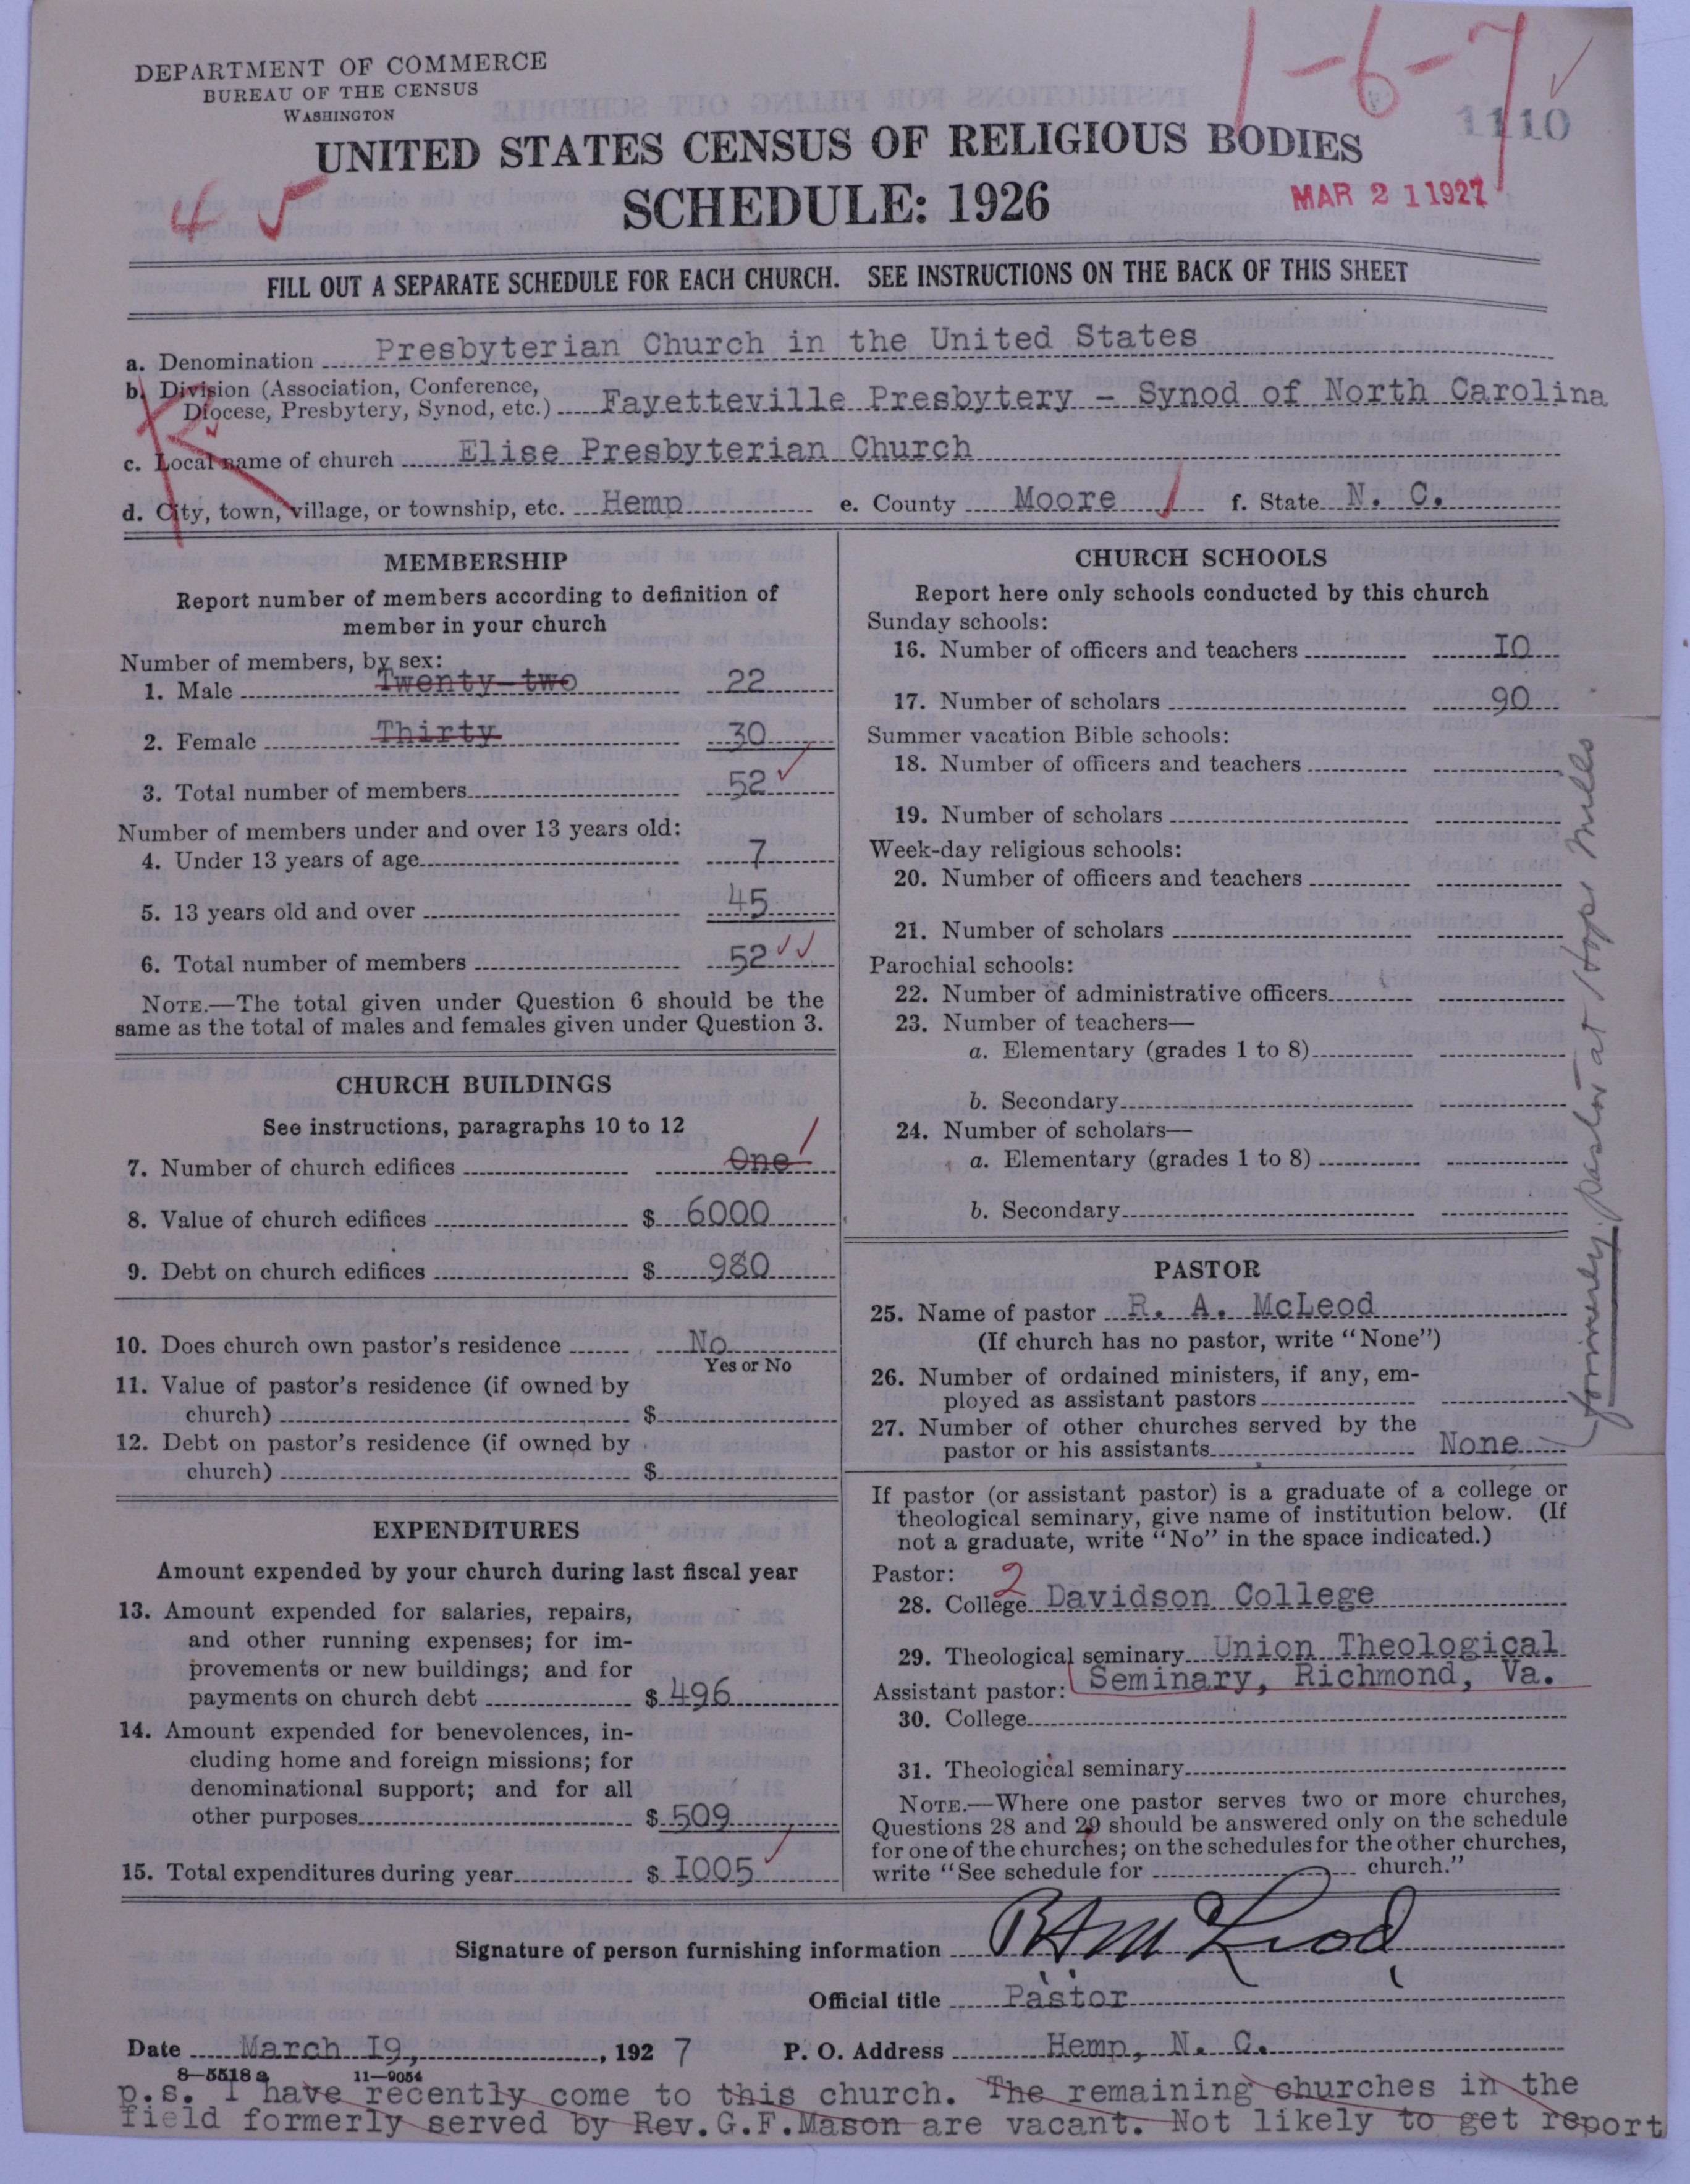 DEPARTMENT OF COMMERCE
BUREAU OF THE CENSUS
WASHINGTON
1-6-7
1110
UNITED STATES CENSUS OF RELIGIOUS BODIES
SCHEDULE: 1926
MAR 21 1927
45
FILL OUT A SEPARATE SCHEDULE FOR EACH CHURCH. SEE INSTRUCTIONS ON THE BACK OF THIS SHEET
a. Denomination Presbyterian Church in the United States
b. Division (Association, Conference,
Diocese, Presbytery, Synod, etc.) Fayetteville Presbytery - Synod of North Carolina
c. Local name of church Elise Presbyterian Church
d. City, town, village, or township, etc. Hemp e. County Moore f. State N. C.
MEMBERSHIP
Report number of members according to definition of
member in your church
Number of members, by sex:
1. Male Twenty-two 22
2. Female Thirty 30
3. Total number of members 52
Number of members under and over 13 years old:
4. Under 13 years of age 7
5. 13 years old and over 45
6. Total number of members 52
NOTE.—The total given under Question 6 should be the
same as the total of males and females given under Question 3.
CHURCH BUILDINGS
See instructions, paragraphs 10 to 12
7. Number of church edifices One 1
8. Value of church edifices $ 6000
9. Debt on church edifices $ 980
10. Does church own pastor's residence No
Yes or No
11. Value of pastor's residence (if owned by
church) $
12. Debt on pastor's residence (if owned by
church) $
EXPENDITURES
Amount expended by your church during last fiscal year
13. Amount expended for salaries, repairs,
and other running expenses; for im-
provements or new buildings; and for
payments on church debt $ 496
14. Amount expended for benevolences, in-
cluding home and foreign missions; for
denominational support; and for all
other purposes $ 509
15. Total expenditures during year $ I005
CHURCH SCHOOLS
Report here only schools conducted by this church
Sunday schools:
16. Number of officers and teachers I0
17. Number of scholars 90
Summer vacation Bible schools:
18. Number of officers and teachers
19. Number of scholars
Week-day religious schools:
20. Number of officers and teachers
21. Number of scholars
Parochial schools:
22. Number of administrative officers
23. Number of teachers—
a. Elementary (grades 1 to 8)
b. Secondary
24. Number of scholars—
a. Elementary (grades 1 to 8)
b. Secondary
PASTOR
25. Name of pastor R. A. McLeod
(If church has no pastor, write "None")
26. Number of ordained ministers, if any, em-
ployed as assistant pastors
27. Number of other churches served by the
pastor or his assistants None
formerly pastor at Hope Mills
If pastor (or assistant pastor) is a graduate of a college or
theological seminary, give name of institution below. (If
not a graduate, write "No" in the space indicated.)
Pastor: 2
28. College Davidson College
29. Theological seminary Union Theological
Assistant pastor: Seminary, Richmond, Va.
30. College
31. Theological seminary
NOTE.—Where one pastor serves two or more churches,
Questions 28 and 29 should be answered only on the schedule
for one of the churches; on the schedules for the other churches,
write "See schedule for church."
Signature of person furnishing information RA McLeod
Official title Pastor
Date March I9, 1927 P. O. Address Hemp, N. C.
8-5518 a 11-9054
p.s. I have recently come to this church. The remaining churches in the
field formerly served by Rev.G.F.Mason are vacant. Not likely to get report